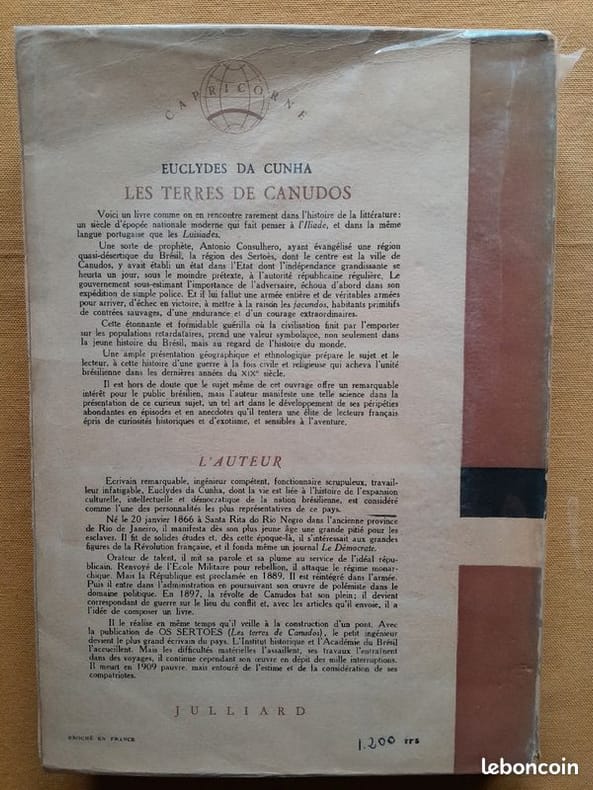 CAPRICORNE
EUCLYDES DA CUNHA
LES TERRES DE CANUDOS
Voici un livre comme on en rencontre rarement dans l'histoire de la littérature :
un siècle d'épopée nationale moderne qui fait penser à l'Iliade, et dans la même
langue portugaise que les Luisiades.
Une sorte de prophète, Antonio Consulhero, ayant évangélisé une région
quasi-désertique du Brésil, la région des Sertoès, dont le centre est la ville de
Canudos, y avait établi un état dans l'Etat dont l'indépendance grandissante se
heurta un jour, sous le moindre prétexte, à l'autorité républicaine régulière. Le
gouvernement sous-estimant l'importance de l'adversaire, échoua d'abord dans son
expédition de simple police. Et il lui fallut une armée entière et de véritables armées
pour arriver, d'échec en victoire, à mettre à la raison les jacundos, habitants primitifs
de contrées sauvages, d'une endurance et d'un courage extraordinaires.
Cette étonnante et formidable guérilla où la civilisation finit par l'emporter
sur les populations retardataires, prend une valeur symbolique, non seulement dans
la jeune histoire du Brésil, mais au regard de l'histoire du monde.
Une ample présentation géographique et ethnologique prépare le sujet et le
lecteur, à cette histoire d'une guerre à la fois civile et religieuse qui acheva l'unité
brésilienne dans les dernières années du XIXe siècle.
Il est hors de doute que le sujet même de cet ouvrage offre un remarquable
intérêt pour le public brésilien, mais l'auteur manifeste une telle science dans la
présentation de ce curieux sujet, un tel art dans le développement de ses péripéties
abondantes en épisodes et en anecdotes qu'il tentera une élite de lecteurs français
épris de curiosités historiques et d'exotisme, et sensibles à l'aventure.
L'AUTEUR
Ecrivain remarquable, ingénieur compétent, fonctionnaire scrupuleux, travail-
leur infatigable, Euclydes da Cunha, dont la vie est liée à l'histoire de l'expansion
culturelle, intellectuelle et démocratique de la nation brésilienne, est considéré
comme l'une des personnalités les plus représentatives de ce pays.
Né le 20 janvier 1866 à Santa Rita do Rio Negro dans l'ancienne province
de Rio de Janeiro, il manifesta dès son plus jeune âge une grande pitié pour les
esclaves. Il fit de solides études et, dès cette époque-là, il s'intéressait aux grandes
figures de la Révolution française, et il fonda même un journal Le Démocrate.
Orateur de talent, il mit sa parole et sa plume au service de l'idéal répu-
blicain. Renvoyé de l'Ecole Militaire pour rebellion, il attaque le régime monar-
chique. Mais la République est proclamée en 1889. Il est réintégré dans l'armée.
Puis il entre dans l'administration en poursuivant son œuvre de polémiste dans le
domaine politique. En 1897, la révolte de Canudos bat son plein ; il devient
correspondant de guerre sur le lieu du conflit et, avec les articles qu'il envoie, il a
l'idée de composer un livre.
Il le réalise en même temps qu'il veille à la construction d'un pont. Avec
la publication de OS SERTOES (Les terres de Canudos), le petit ingénieur
devient le plus grand écrivain du pays. L'Institut historique et l'Académie du Brésil
l'accueillent. Mais les difficultés matérielles l'assaillent, ses travaux l'entraînent
dans des voyages, il continue cependant son œuvre en dépit des mille interruptions.
Il meurt en 1909 pauvre, mais entouré de l'estime et de la considération de ses
compatriotes.
JULLIARD
BROCHÉ EN FRANCE
1.200 frs
leboncoin